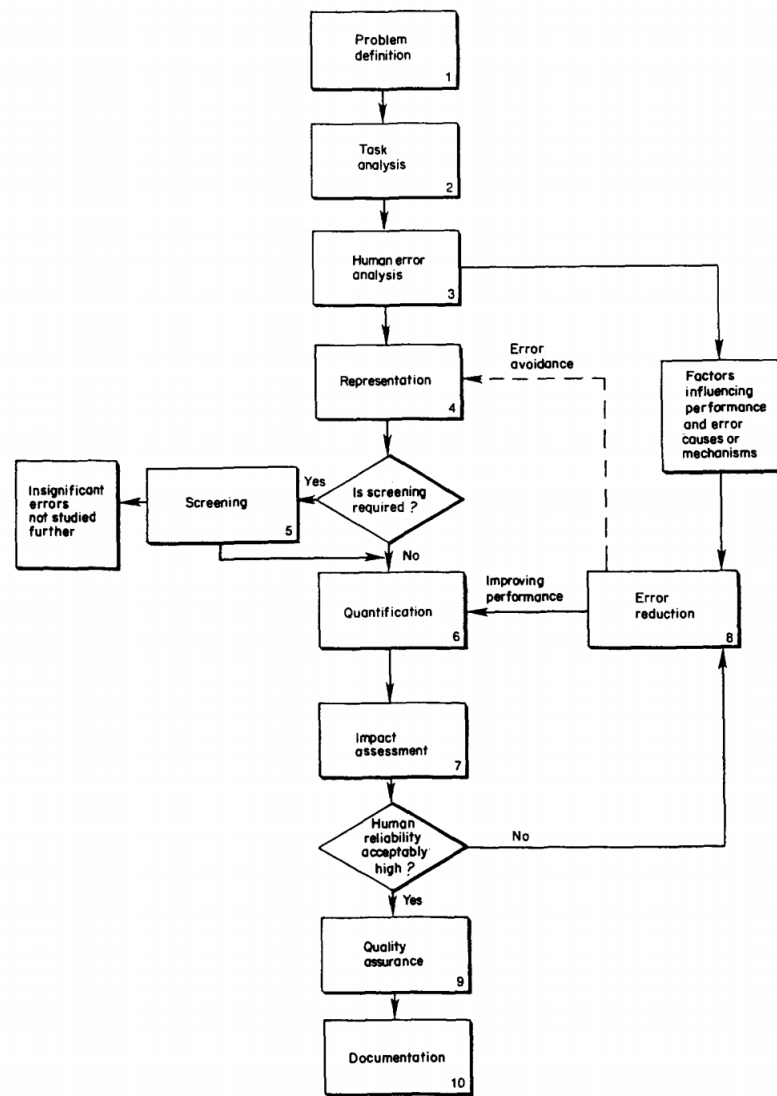 Problem
definition
1
Task
analysis
2
Human error
analysis
3
Representation
4
Error
avoidance
Factors
influencing
performance
and error
causes or
mechanisms
Is screening
required ?
Yes
No
Screening
5
Insignificant
errors
not studied
further
Quantification
6
Improving
performance
Error
reduction
8
Impact
assessment
7
Human
reliability
acceptably
high ?
No
Yes
Quality
assurance
9
Documentation
10